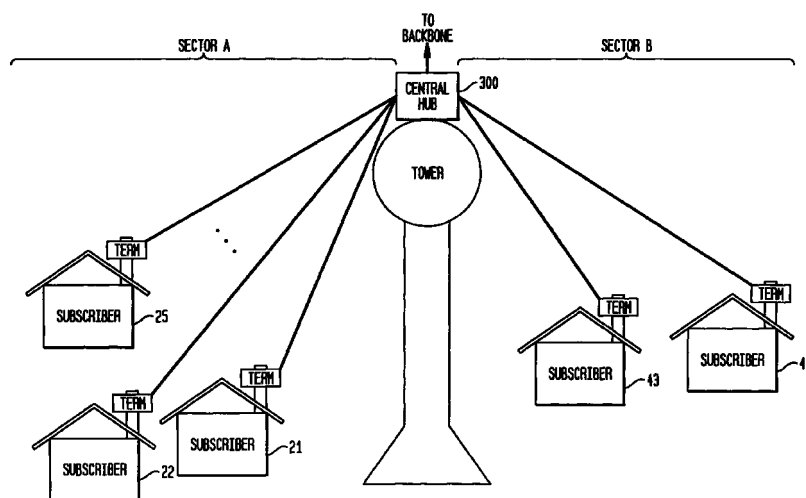 TO
BACKBONE
SECTOR A
SECTOR B
CENTRAL
HUB
300
TOWER
TERM
SUBSCRIBER
25
TERM
SUBSCRIBER
43
TERM
SUBSCRIBER
TERM
SUBSCRIBER
21
TERM
SUBSCRIBER
22